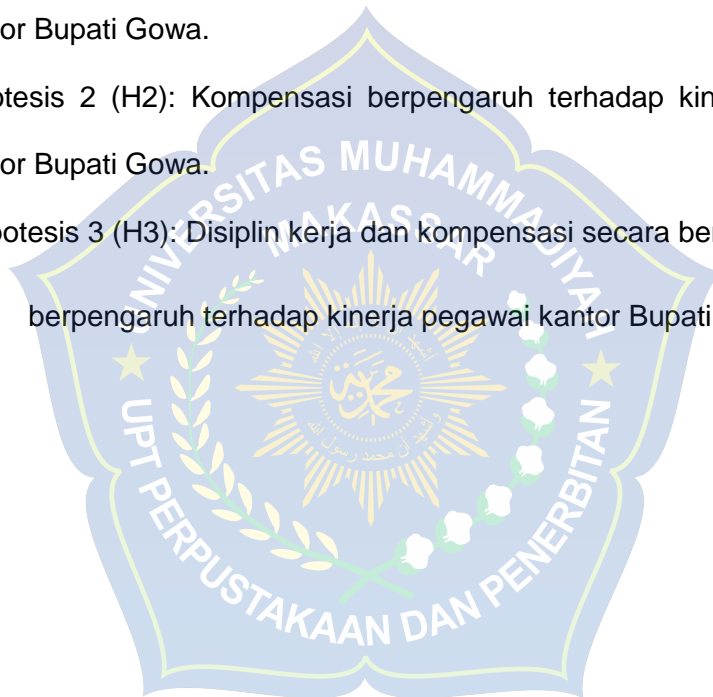 or Bupati Gowa.
otesis 2 (H2): Kompensasi berpengaruh terhadap kin
or Bupati Gowa.
otesis 3 (H3): Disiplin kerja dan kompensasi secara be
berpengaruh terhadap kinerja pegawai kantor Bupati
UNIVERSITAS MUHAMMADIYAH
MAKASSAR
UPT PERPUSTAKAAN DAN PENERBITAN